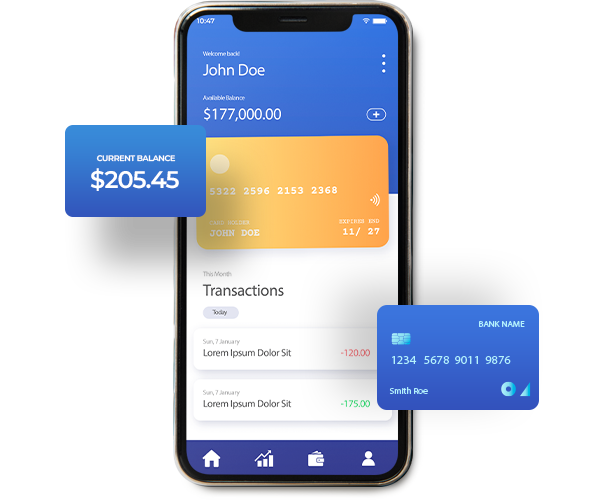 10:47
Welcome back!
John Doe
Available Balance
$177,000.00
CURRENT BALANCE
$205.45
5322 2596 2153 2368
CARD HOLDER
JOHN DOE
EXPIRES END
11/ 27
This Month
Transactions
Today
Sun, 7 January
Lorem Ipsum Dolor Sit
-120.00
Sun, 7 January
Lorem Ipsum Dolor Sit
-175.00
BANK NAME
1234 5678 9011 9876
Smith Roe